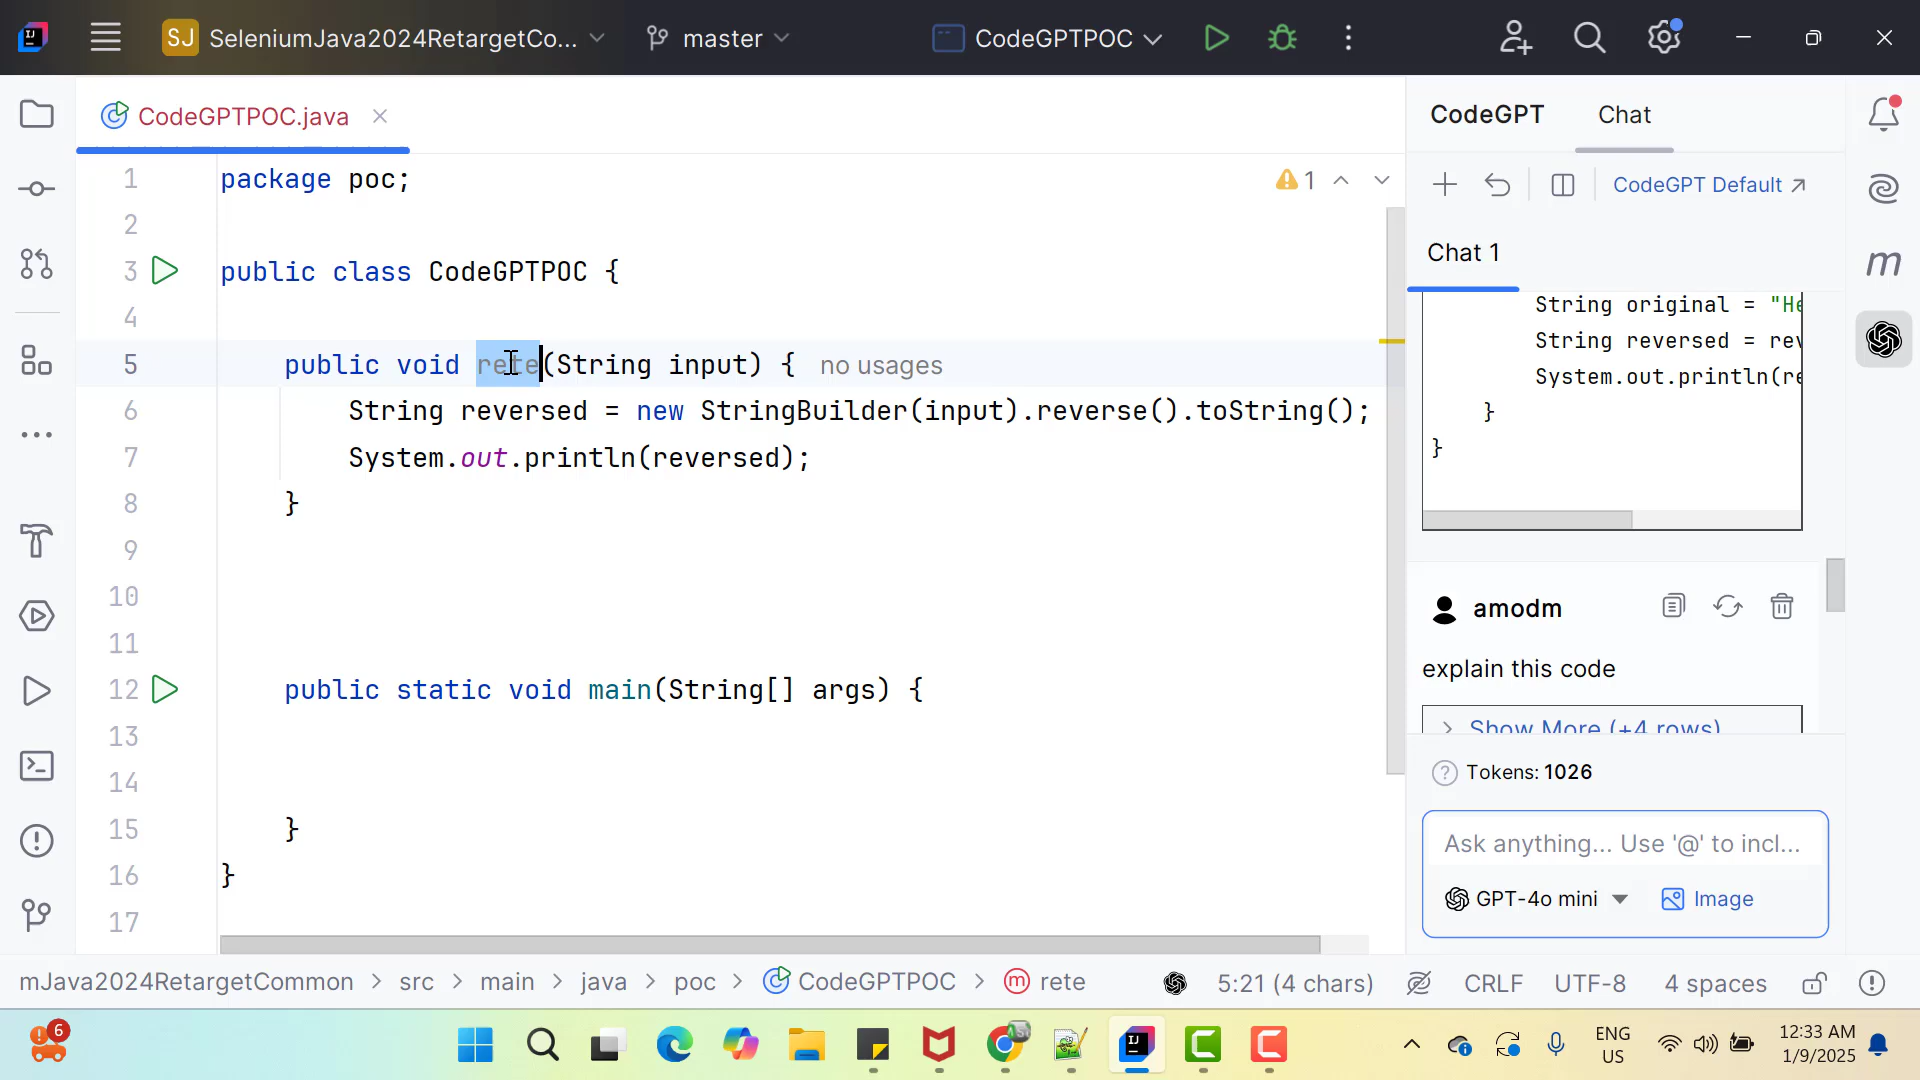 SJ SeleniumJava2024RetargetCo... master CodeGPTPOC
CodeGPTPOC.java
CodeGPT Chat
CodeGPT Default
Chat 1
1 package poc;
1
2
3 public class CodeGPTPOC {
4
5 public void rete(String input) { no usages
6 String reversed = new StringBuilder(input).reverse().toString();
7 System.out.println(reversed);
8 }
9
10
11
12 public static void main(String[] args) {
13
14
15 }
16 }
17
String original = "He
String reversed = rev
System.out.println(re
}
}
amodm
explain this code
Show More (+4 rows)
Tokens: 1026
Ask anything... Use '@' to incl...
GPT-4o mini Image
mJava2024RetargetCommon > src > main > java > poc > CodeGPTPOC > rete 5:21 (4 chars) CRLF UTF-8 4 spaces
6
ENG
US
12:33 AM
1/9/2025